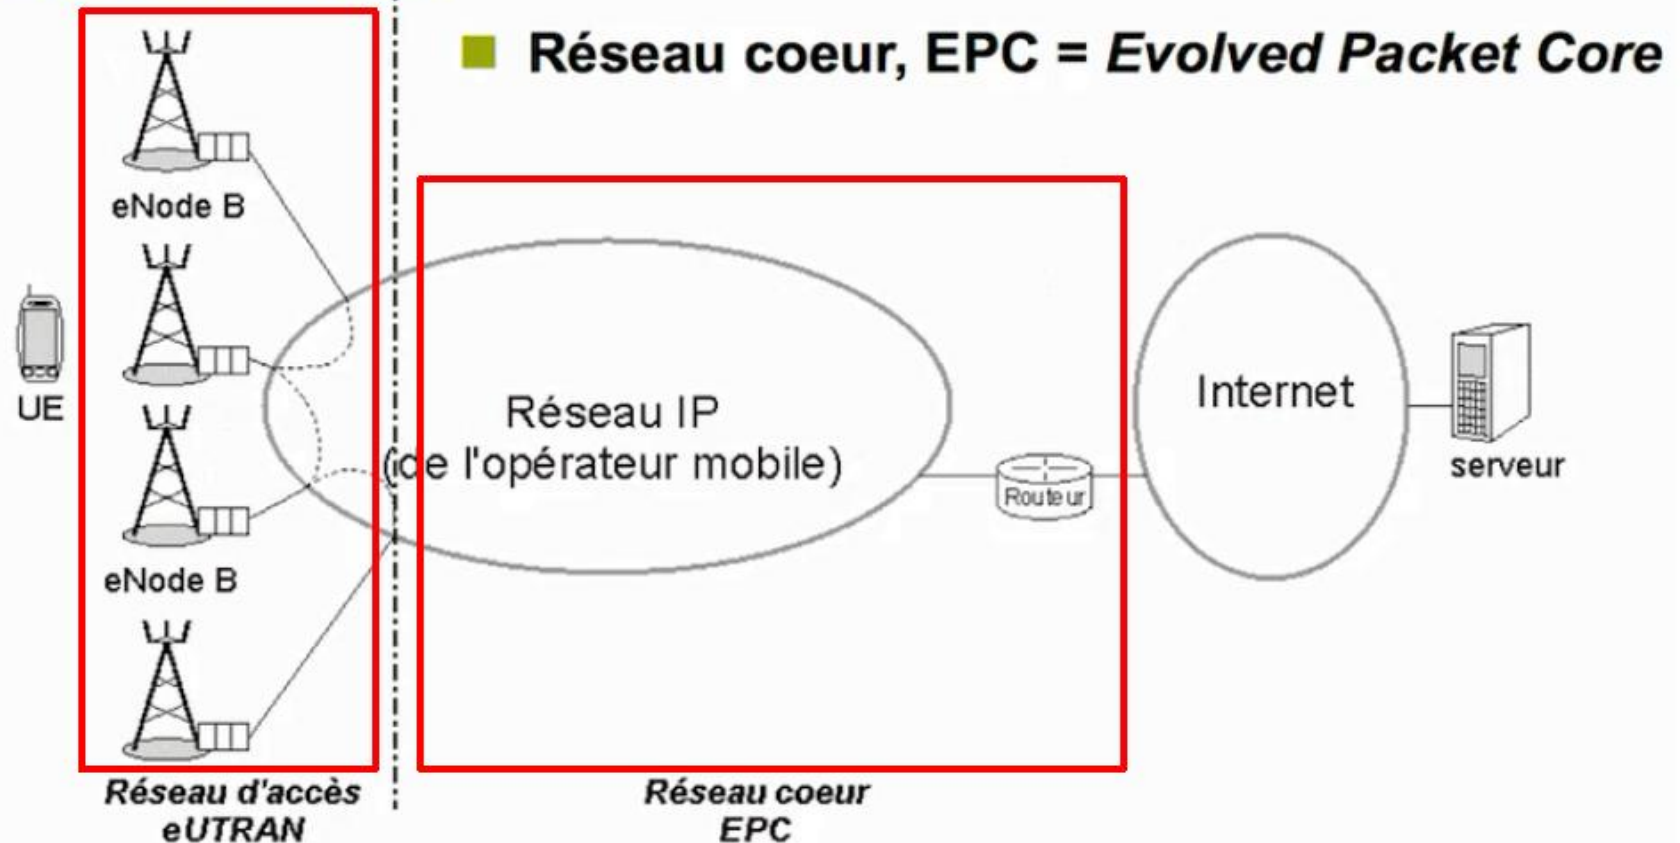 Réseau coeur, EPC = Evolved Packet Core
eNode B
UE
Réseau IP
(de l'opérateur mobile)
Routeur
Internet
serveur
eNode B
Réseau d'accès
eUTRAN
Réseau coeur
EPC